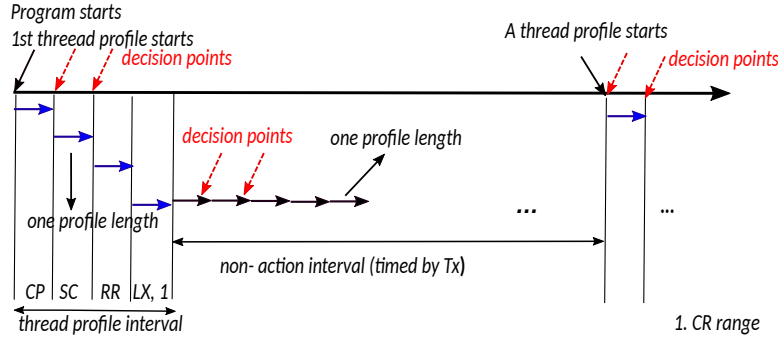 Program starts
1st threead profile starts
decision points
A thread profile starts
decision points
decision points
one profile length
one profile length
...
...
non- action interval (timed by Tx)
CP SC RR LX, 1
thread profile interval
1. CR range